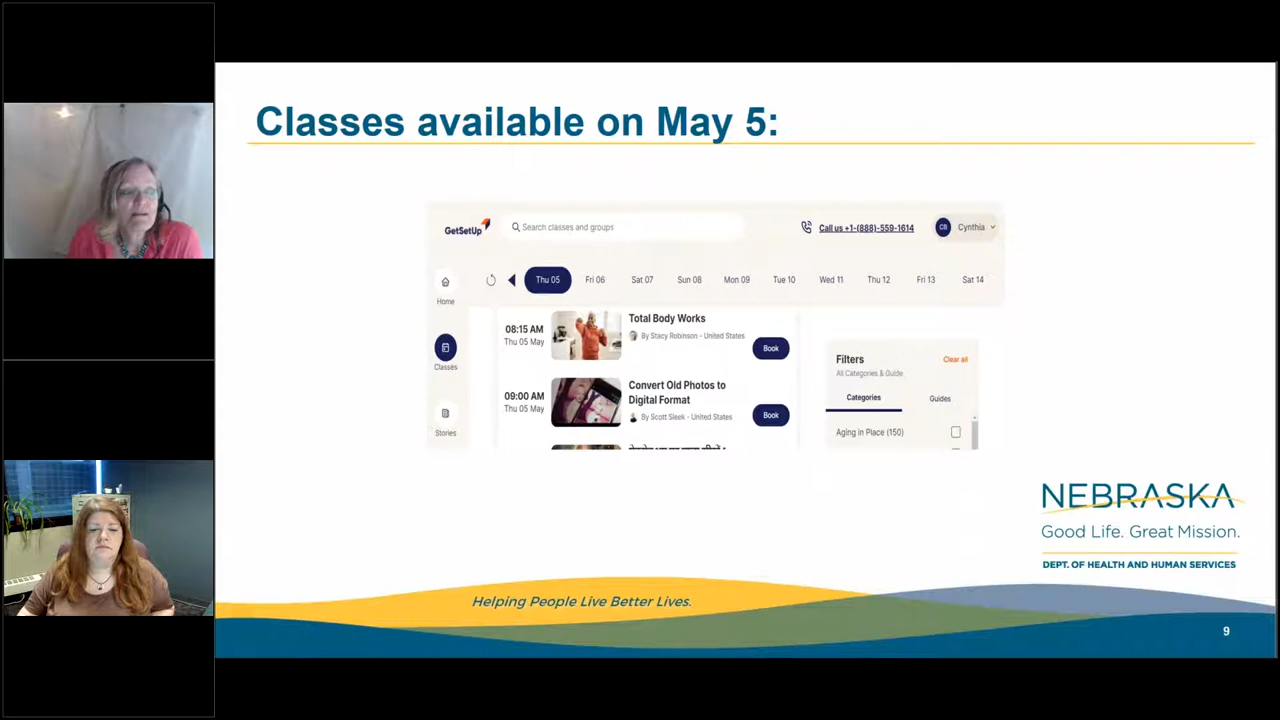 Classes available on May 5:
GetSetUp
Search classes and groups
Call us +1-(888)-559-1614
CB
Cynthia
Thu 05
Fri 06
Sat 07
Sun 08
Mon 09
Tue 10
Wed 11
Thu 12
Fri 13
Sat 14
Home
Classes
Stories
08:15 AM
Thu 05 May
Total Body Works
By Stacy Robinson - United States
Book
09:00 AM
Thu 05 May
Convert Old Photos to
Digital Format
By Scott Sleek - United States
Book
Filters
Clear all
All Categories & Guide
Categories
Guides
Aging in Place (150)
NEBRASKA
Good Life. Great Mission.
DEPT. OF HEALTH AND HUMAN SERVICES
Helping People Live Better Lives.
9